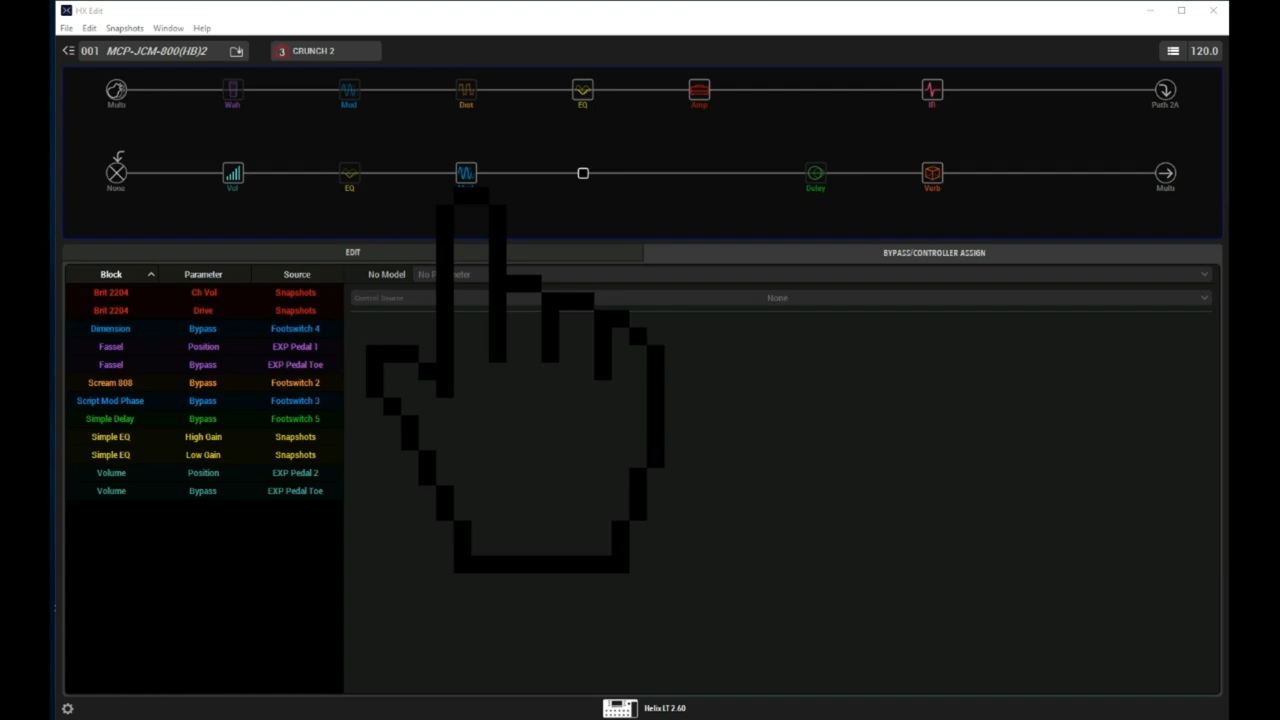 HX Edit
File Edit Snapshots Window Help
001 MCP-JCM-800(HB)2 3 CRUNCH 2 120.0
Multi Wah Mod Dist EQ Amp IR Path 2A
None Vol EQ Delay Verb Multi
EDIT BYPASS/CONTROLLER ASSIGN
Block Parameter Source No Model No Parameter
Brit 2204 Ch Vol Snapshots Control Source None
Brit 2204 Drive Snapshots
Dimension Bypass Footswitch 4
Fassel Position EXP Pedal 1
Fassel Bypass EXP Pedal Toe
Scream 808 Bypass Footswitch 2
Script Mod Phase Bypass Footswitch 3
Simple Delay Bypass Footswitch 5
Simple EQ High Gain Snapshots
Simple EQ Low Gain Snapshots
Volume Position EXP Pedal 2
Volume Bypass EXP Pedal Toe
Helix LT 2.60